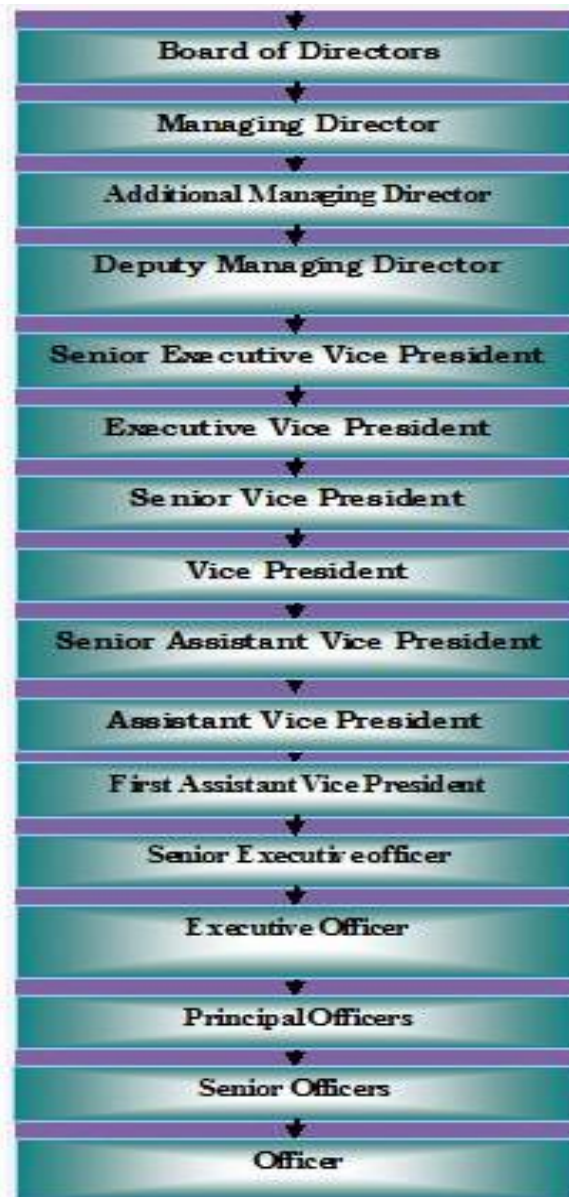 Board of Directors
Managing Director
Additional Managing Director
Deputy Managing Director
Senior Executive Vice President
Executive Vice President
Senior Vice President
Vice President
Senior Assistant Vice President
Assistant Vice President
First Assistant Vice President
Senior Executive officer
Executive Officer
Principal Officers
Senior Officers
Officer